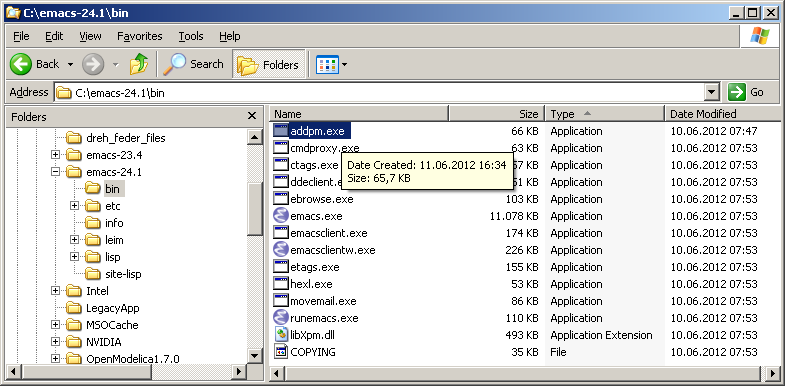 C:\emacs-24.1\bin
File Edit View Favorites Tools Help
Back Search Folders
Address C:\emacs-24.1\bin Go
Folders
dreh_feder_files
emacs-23.4
emacs-24.1
bin
etc
info
leim
lisp
site-lisp
Intel
LegacyApp
MSOCache
NVIDIA
OpenModelica1.7.0
Name Size Type Date Modified
addpm.exe 66 KB Application 10.06.2012 07:47
cmdproxy.exe 63 KB Application 10.06.2012 07:53
ctags.exe Application 10.06.2012 07:53
ddeclient.e Application 10.06.2012 07:53
Date Created: 11.06.2012 16:34
Size: 65,7 KB
ebrowse.exe 103 KB Application 10.06.2012 07:53
emacs.exe 11.078 KB Application 10.06.2012 07:53
emacsclient.exe 174 KB Application 10.06.2012 07:53
emacsclientw.exe 226 KB Application 10.06.2012 07:53
etags.exe 155 KB Application 10.06.2012 07:53
hexl.exe 53 KB Application 10.06.2012 07:53
movemail.exe 86 KB Application 10.06.2012 07:53
runemacs.exe 110 KB Application 10.06.2012 07:53
libXpm.dll 493 KB Application Extension 10.06.2012 07:53
COPYING 35 KB File 10.06.2012 07:53